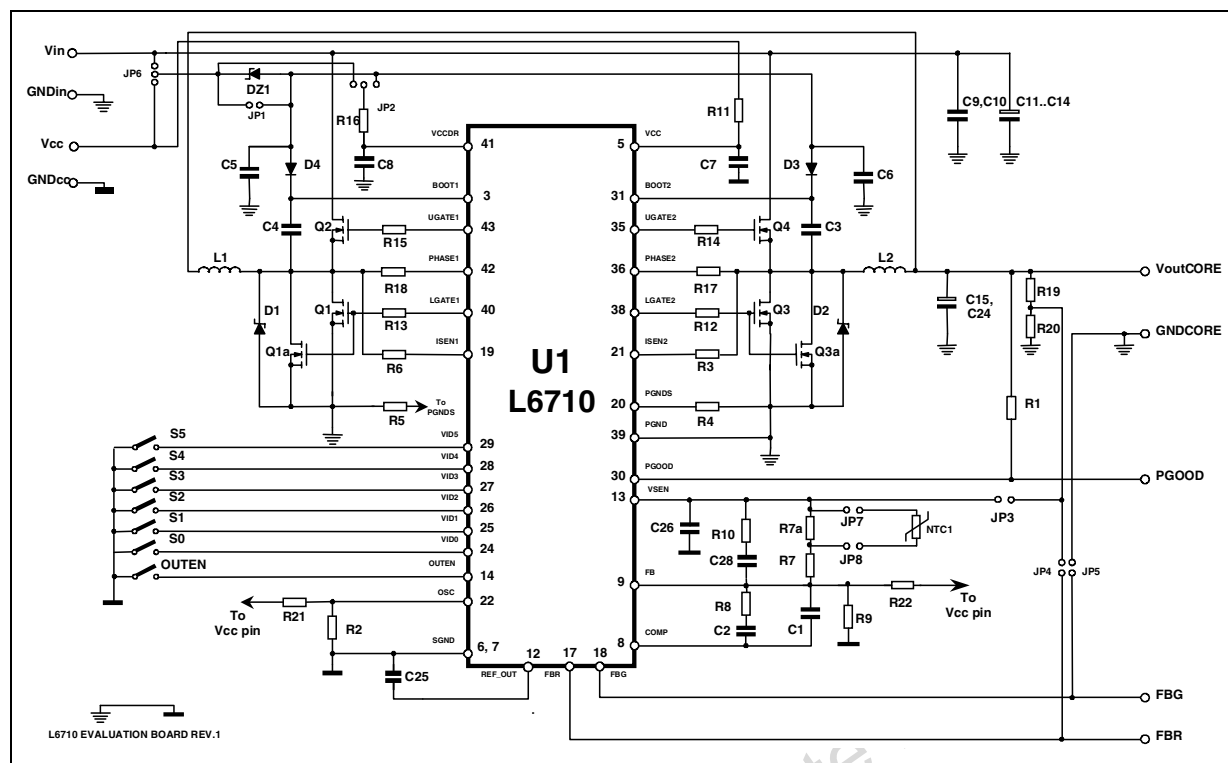 Vin
JP6
GNDin
DZ1
JP1
JP2
R16
R11
C9,C10
C11..C14
Vcc
VCCDR
41
5
VCC
C5
D4
C8
C7
D3
C6
GNDcc
BOOT1
3
31
BOOT2
C4
Q2
UGATE1
43
35
UGATE2
Q4
C3
R15
R14
L1
PHASE1
42
36
PHASE2
L2
VoutCORE
R18
R17
D1
Q1
LGATE1
40
38
LGATE2
Q3
D2
C15,
C24
R19
R20
GNDCORE
R13
R12
Q1a
ISEN1
19
U1
L6710
21
ISEN2
Q3a
R6
R3
To
PGNDS
R5
20
PGNDS
R4
R1
39
PGND
S5
VID5
29
S4
VID4
28
30
PGOOD
PGOOD
S3
VID3
27
13
VSEN
S2
VID2
26
JP3
S1
VID1
25
C26
R10
R7a
JP7
NTC1
S0
VID0
24
C28
R7
JP8
OUTEN
OUTEN
14
9
FB
JP4
JP5
OSC
22
R22
To
Vcc pin
To
Vcc pin
R21
R2
R8
C2
C1
R9
SGND
6, 7
8
COMP
12
17
18
C25
REF_OUT
FBR
FBG
FBG
L6710 EVALUATION BOARD REV.1
FBR